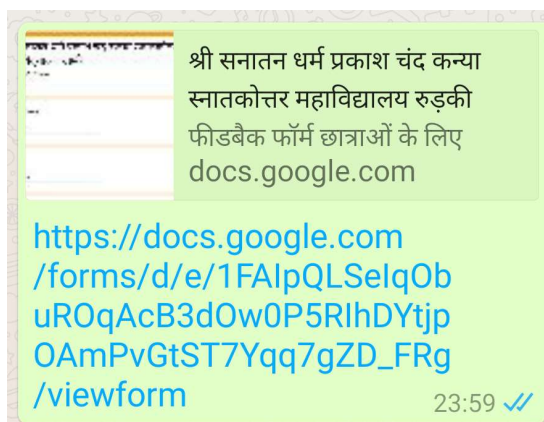 श्री सनातन धर्म प्रकाश चंद कन्या
स्नातकोत्तर महाविद्यालय रुड़की
फीडबैक फॉर्म छात्राओं के लिए
docs.google.com
https://docs.google.com
/forms/d/e/1FAIpQLSeIqOb
uROqAcB3dOw0P5RIhDYtjp
OAmPvGtST7Yqq7gZD_FRg
/viewform
23:59